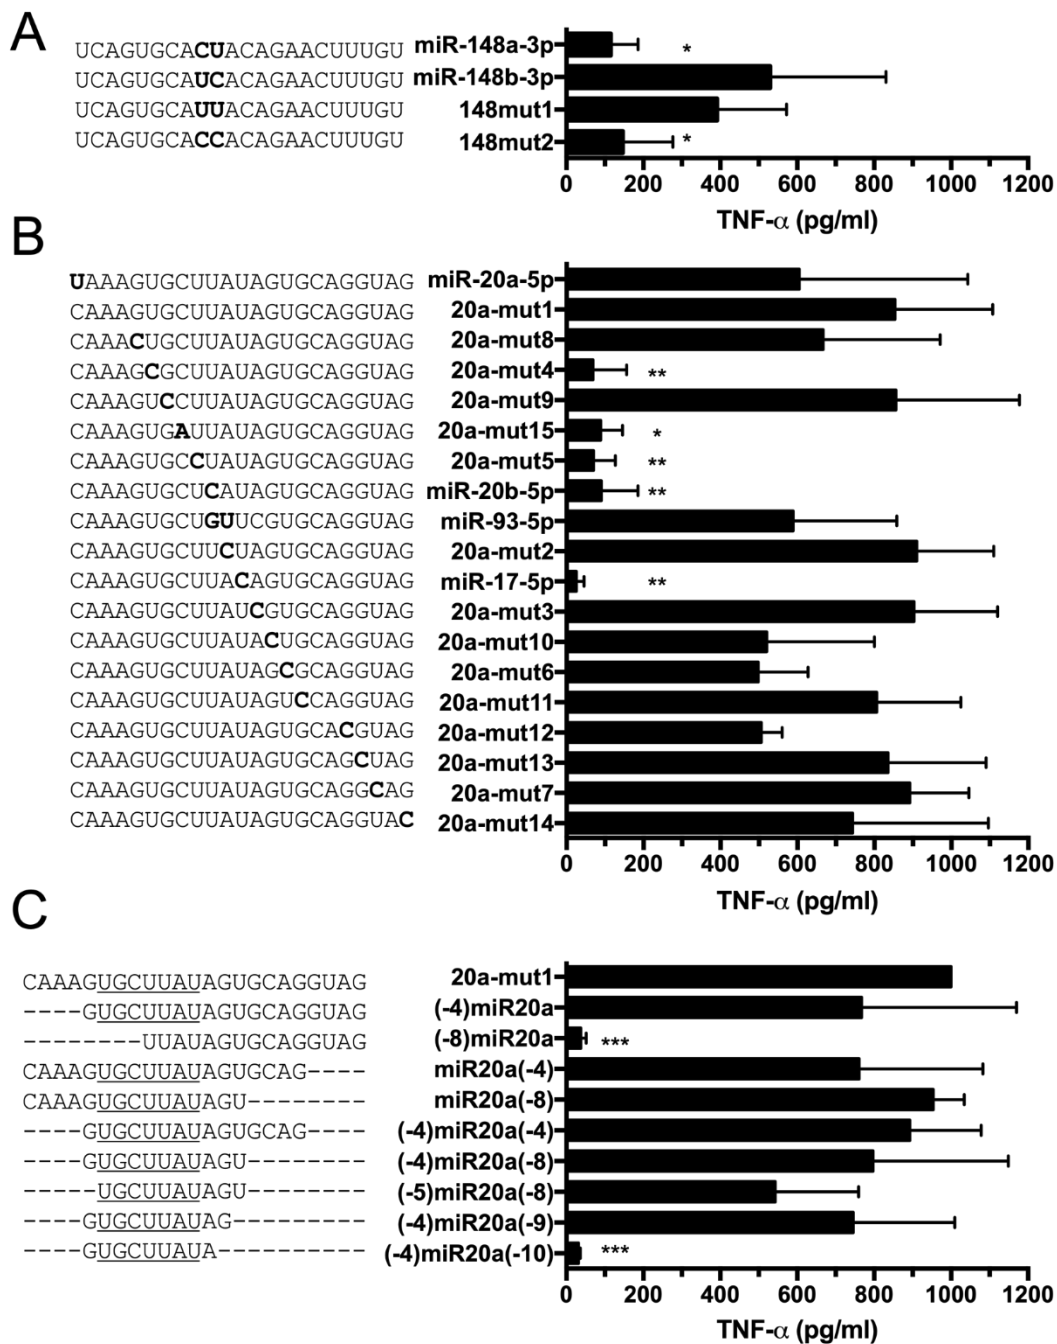 A
UCAGUGCACUACAGAACUUUGU miR-148a-3p *
UCAGUGCAUCACAGAACUUUGU miR-148b-3p
UCAGUGCAUUACAGAACUUUGU 148mut1
UCAGUGCACCACAGAACUUUGU 148mut2 *
0 200 400 600 800 1000 1200
TNF-α (pg/ml)
B
UAAAGUGCUUAUAGUGCAGGUAG miR-20a-5p
CAAAGUGCUUAUAGUGCAGGUAG 20a-mut1
CAAACUGCUUAUAGUGCAGGUAG 20a-mut8
CAAAGCGCUUAUAGUGCAGGUAG 20a-mut4 **
CAAAGUCCUUAUAGUGCAGGUAG 20a-mut9
CAAAGUGAUUAUAGUGCAGGUAG 20a-mut15 *
CAAAGUGCCUAUAGUGCAGGUAG 20a-mut5 **
CAAAGUGCUCAUAGUGCAGGUAG miR-20b-5p **
CAAAGUGCUGUUCGUGCAGGUAG miR-93-5p
CAAAGUGCUUCUAGUGCAGGUAG 20a-mut2
CAAAGUGCUUACAGUGCAGGUAG miR-17-5p **
CAAAGUGCUUAUCGUGCAGGUAG 20a-mut3
CAAAGUGCUUAUACUGCAGGUAG 20a-mut10
CAAAGUGCUUAUAGCGCAGGUAG 20a-mut6
CAAAGUGCUUAUAGUCCAGGUAG 20a-mut11
CAAAGUGCUUAUAGUGCACGUAG 20a-mut12
CAAAGUGCUUAUAGUGCAGCUAG 20a-mut13
CAAAGUGCUUAUAGUGCAGGCAG 20a-mut7
CAAAGUGCUUAUAGUGCAGGUAC 20a-mut14
0 200 400 600 800 1000 1200
TNF-α (pg/ml)
C
CAAAGUGCUUAUAGUGCAGGUAG 20a-mut1
----GUGCUUAUAGUGCAGGUAG (-4)miR20a
--------UUAUAGUGCAGGUAG (-8)miR20a ***
CAAAGUGCUUAUAGUGCAG---- miR20a(-4)
CAAAGUGCUUAUAGU-------- miR20a(-8)
----GUGCUUAUAGUGCAG---- (-4)miR20a(-4)
----GUGCUUAUAGU-------- (-4)miR20a(-8)
-----UGCUUAUAGU-------- (-5)miR20a(-8)
----GUGCUUAUAG--------- (-4)miR20a(-9)
----GUGCUUAUA---------- (-4)miR20a(-10) ***
0 200 400 600 800 1000 1200
TNF-α (pg/ml)